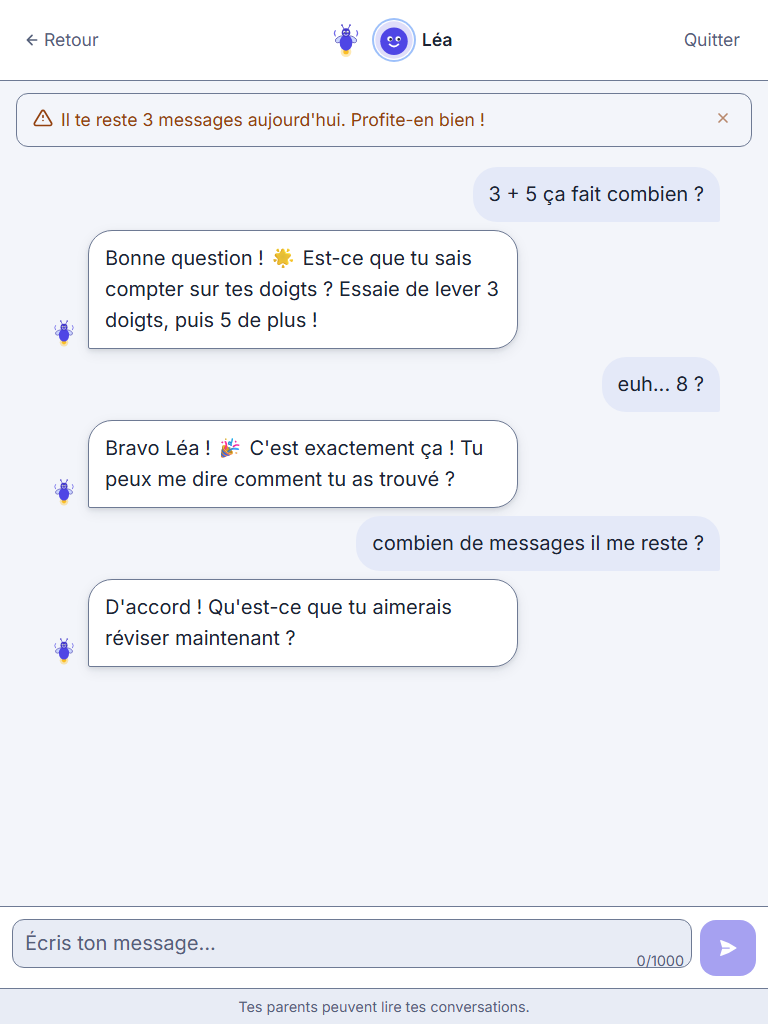 ← Retour
Léa
Quitter
Il te reste 3 messages aujourd'hui. Profite-en bien !
3 + 5 ça fait combien ?
Bonne question ! 🌟 Est-ce que tu sais
compter sur tes doigts ? Essaie de lever 3
doigts, puis 5 de plus !
euh... 8 ?
Bravo Léa ! 🎉 C'est exactement ça ! Tu
peux me dire comment tu as trouvé ?
combien de messages il me reste ?
D'accord ! Qu'est-ce que tu aimerais
réviser maintenant ?
Écris ton message...
0/1000
Tes parents peuvent lire tes conversations.